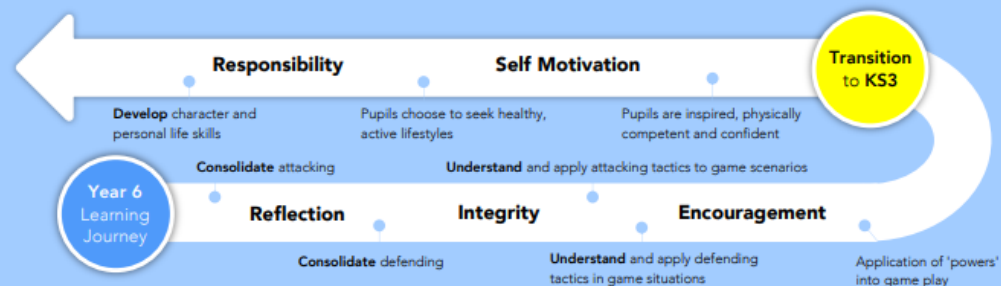 Responsibility
Self Motivation
Transition
to KS3
Develop character and
personal life skills
Pupils choose to seek healthy,
active lifestyles
Pupils are inspired, physically
competent and confident
Consolidate attacking
Understand and apply attacking tactics to game scenarios
Year 6
Learning
Journey
Reflection
Integrity
Encouragement
Consolidate defending
Understand and apply defending
tactics in game situations
Application of 'powers'
into game play